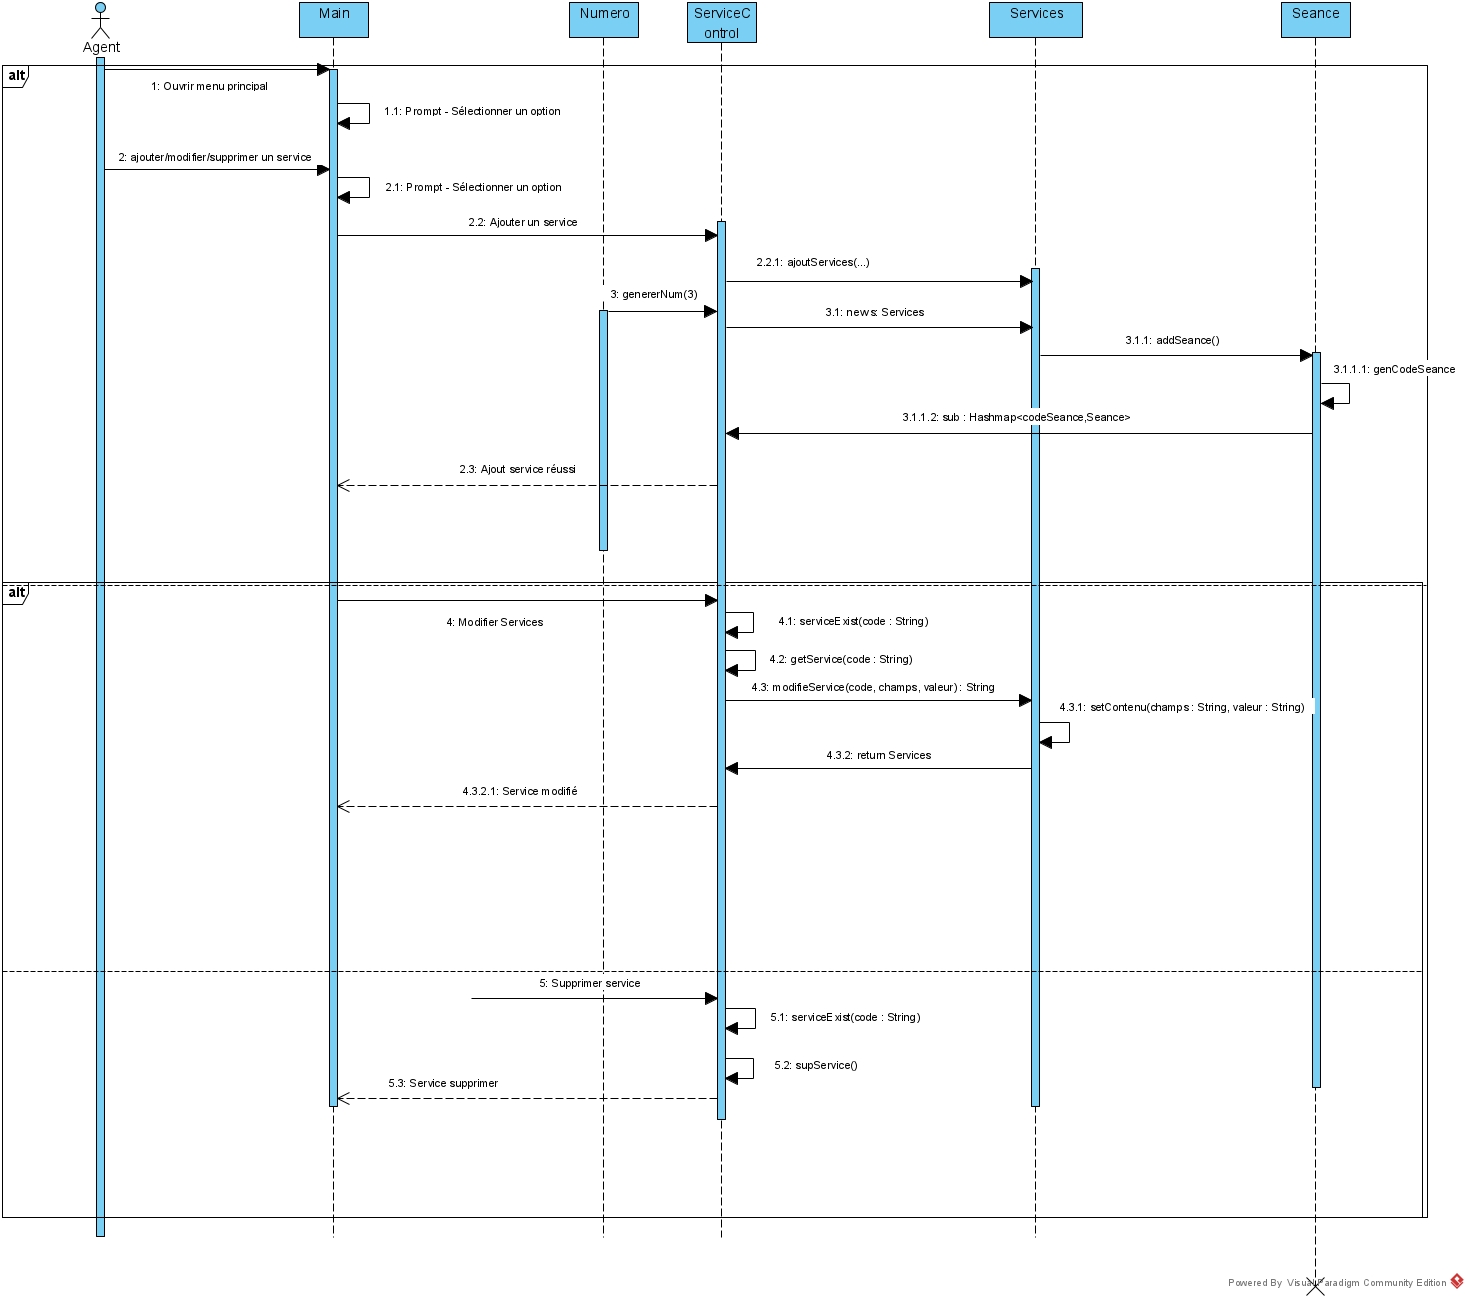 Agent
Main
Numero
ServiceC
ontrol
Services
Seance
alt
1: Ouvrir menu principal
1.1: Prompt - Sélectionner un option
2: ajouter/modifier/supprimer un service
2.1: Prompt - Sélectionner un option
2.2: Ajouter un service
2.2.1: ajoutServices(...)
3: genererNum(3)
3.1: news: Services
3.1.1: addSeance()
3.1.1.1: genCodeSeance
3.1.1.2: sub : Hashmap<codeSeance,Seance>
2.3: Ajout service réussi
alt
4: Modifier Services
4.1: serviceExist(code : String)
4.2: getService(code : String)
4.3: modifieService(code, champs, valeur) : String
4.3.1: setContenu(champs : String, valeur : String)
4.3.2: return Services
4.3.2.1: Service modifié
5: Supprimer service
5.1: serviceExist(code : String)
5.2: supService()
5.3: Service supprimer
Powered By Visual Paradigm Community Edition